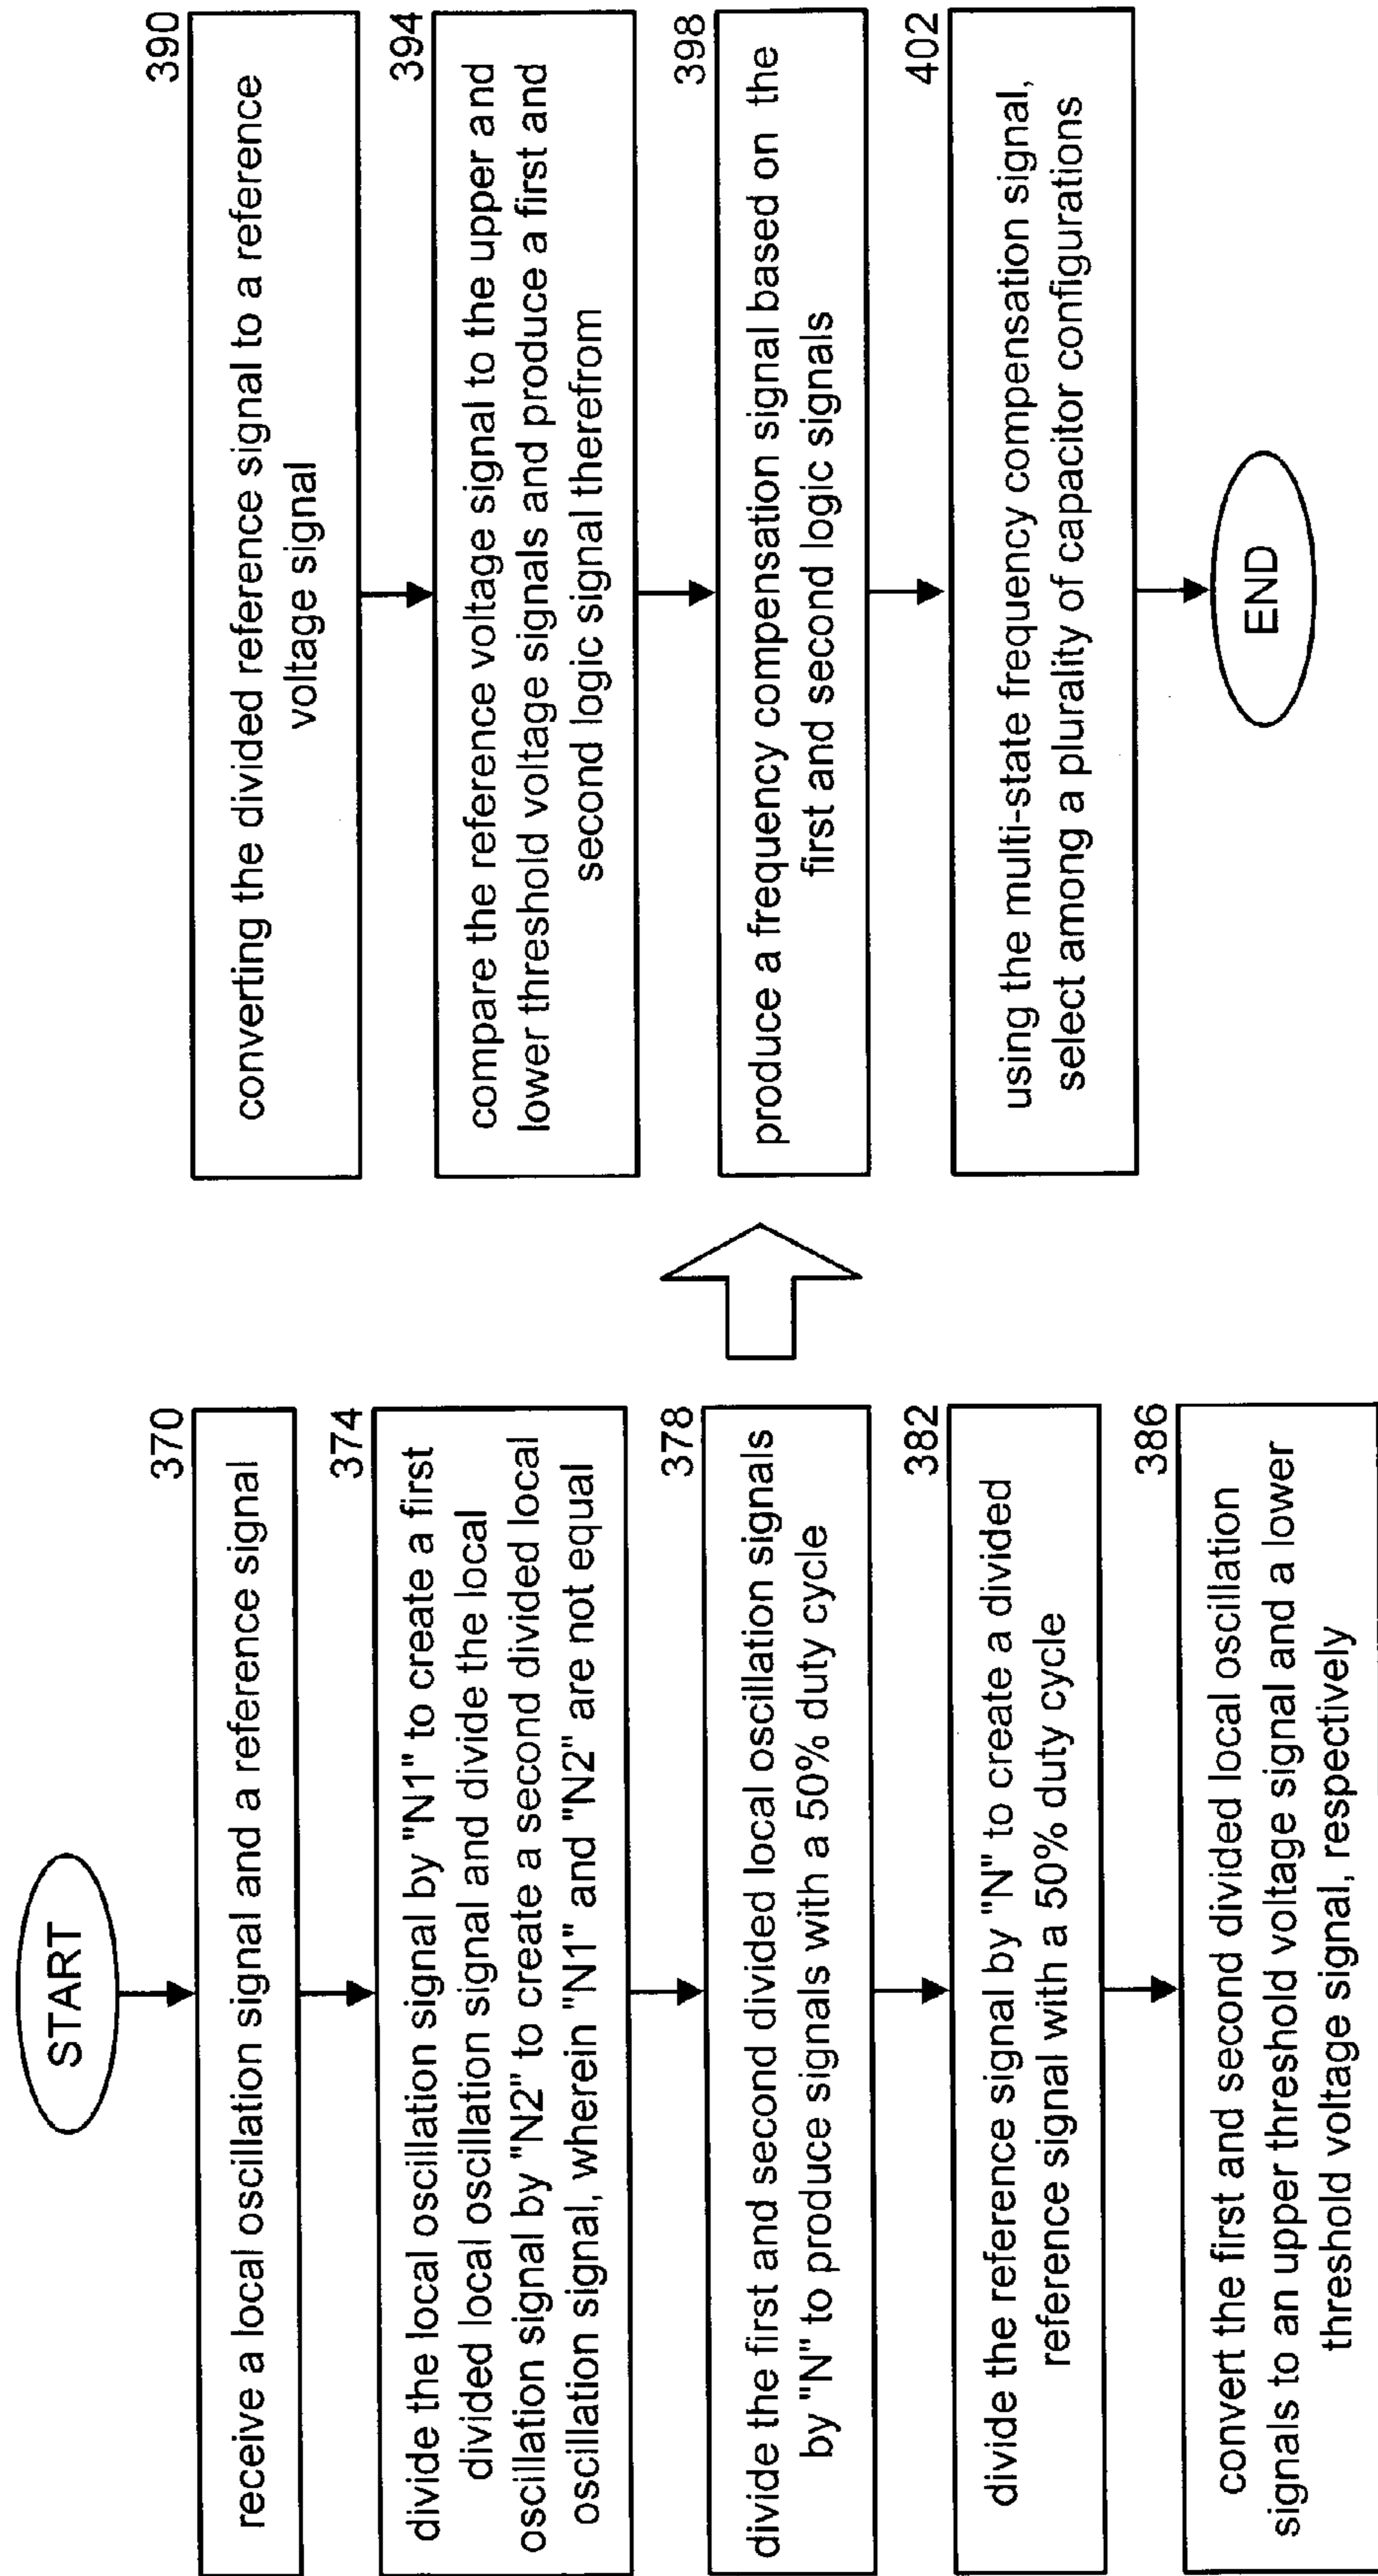 START
370
receive a local oscillation signal and a reference signal
374
divide the local oscillation signal by "N1" to create a first
divided local oscillation signal and divide the local
oscillation signal by "N2" to create a second divided local
oscillation signal, wherein "N1" and "N2" are not equal
378
divide the first and second divided local oscillation signals
by "N" to produce signals with a 50% duty cycle
382
divide the reference signal by "N" to create a divided
reference signal with a 50% duty cycle
386
convert the first and second divided local oscillation
signals to an upper threshold voltage signal and a lower
threshold voltage signal, respectively
390
converting the divided reference signal to a reference
voltage signal
394
compare the reference voltage signal to the upper and
lower threshold voltage signals and produce a first and
second logic signal therefrom
398
produce a frequency compensation signal based on the
first and second logic signals
402
using the multi-state frequency compensation signal,
select among a plurality of capacitor configurations
END